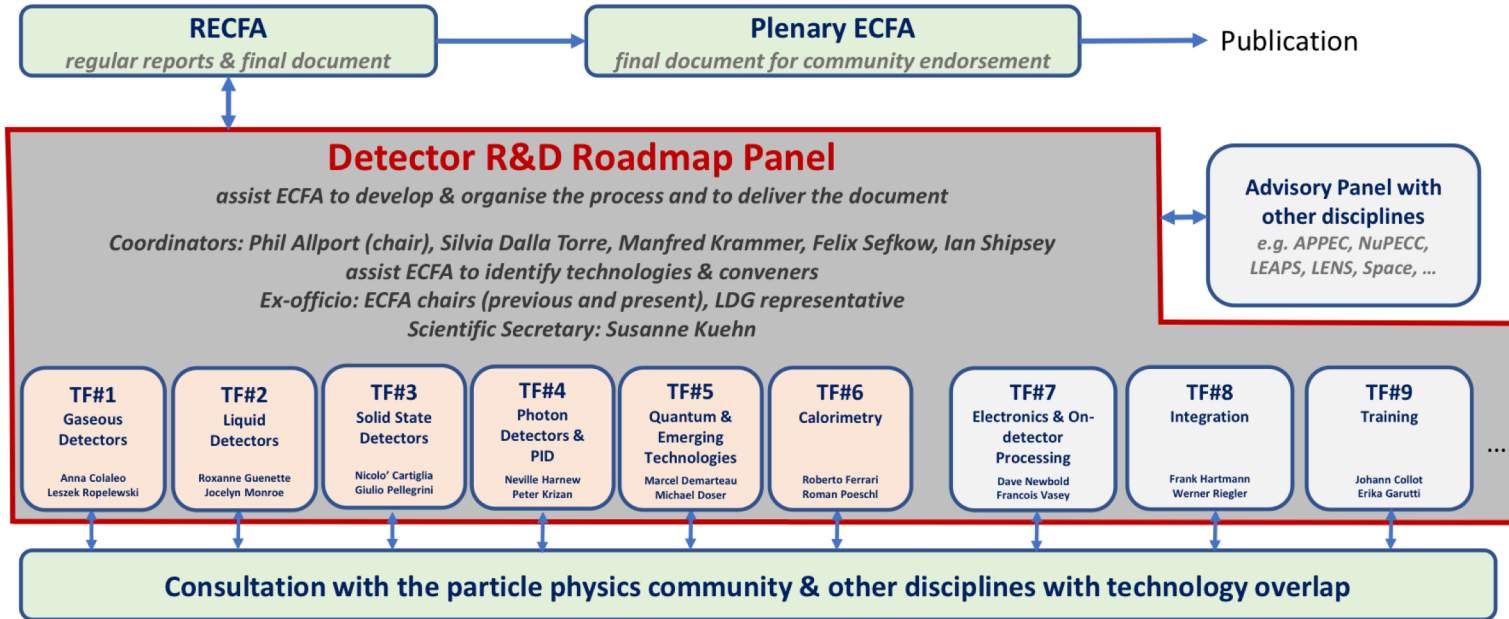 RECFA
regular reports & final document
Plenary ECFA
final document for community endorsement
Publication
Detector R&D Roadmap Panel
assist ECFA to develop & organise the process and to deliver the document
Coordinators: Phil Allport (chair), Silvia Dalla Torre, Manfred Krammer, Felix Sefkow, Ian Shipsey
assist ECFA to identify technologies & conveners
Ex-officio: ECFA chairs (previous and present), LDG representative
Scientific Secretary: Susanne Kuehn
Advisory Panel with
other disciplines
e.g. APPEC, NuPECC,
LEAPS, LENS, Space, ...
TF#1
Gaseous
Detectors
Anna Colaleo
Leszek Ropelewski
TF#2
Liquid
Detectors
Roxanne Guenette
Jocelyn Monroe
TF#3
Solid State
Detectors
Nicolo’ Cartiglia
Giulio Pellegrini
TF#4
Photon
Detectors &
PID
Neville Harnew
Peter Krizan
TF#5
Quantum &
Emerging
Technologies
Marcel Demarteau
Michael Doser
TF#6
Calorimetry
Roberto Ferrari
Roman Poeschl
TF#7
Electronics & On-
detector
Processing
Dave Newbold
Francois Vasey
TF#8
Integration
Frank Hartmann
Werner Riegler
TF#9
Training
Johann Collot
Erika Garutti
...
Consultation with the particle physics community & other disciplines with technology overlap